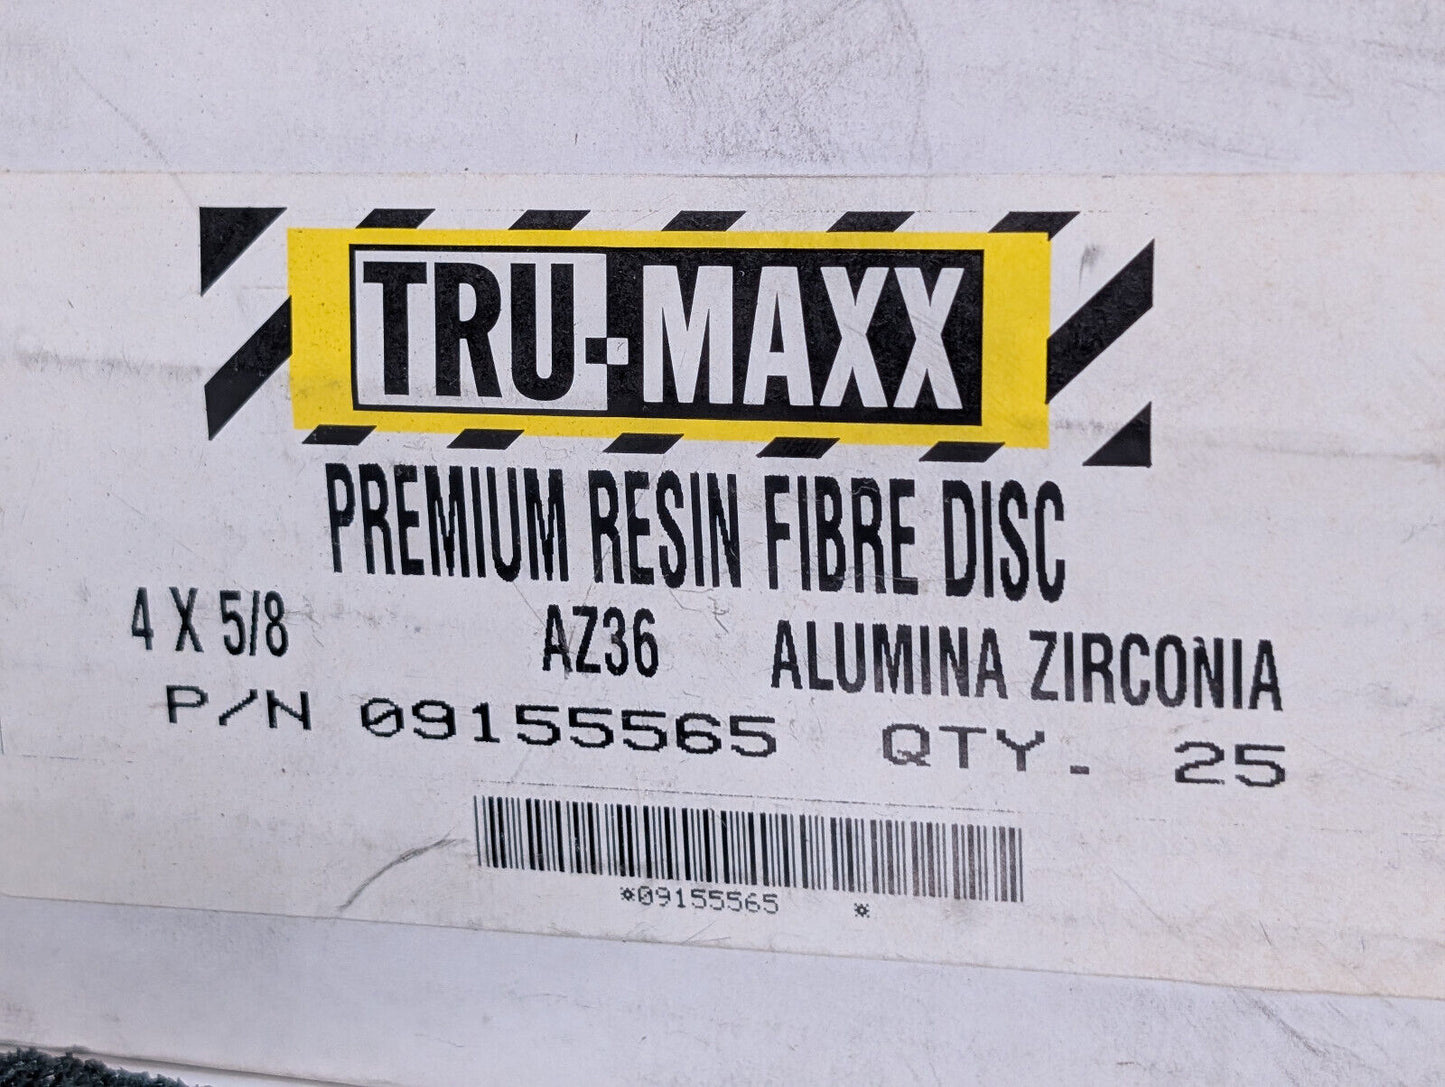 TRU-MAXX
PREMIUM RESIN FIBRE DISC
4 X 5/8 AZ36 ALUMINA ZIRCONIA
P/N 09155565 QTY. 25
*09155565 *